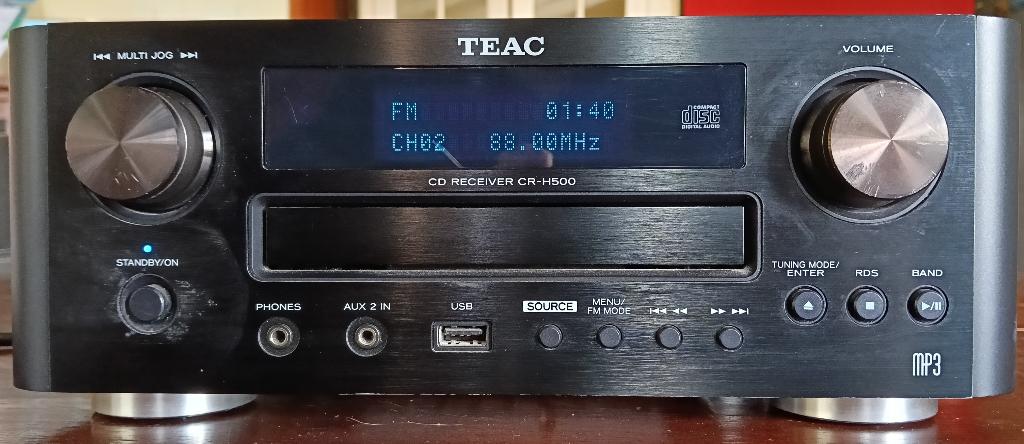 TEAC
MULTI JOG
VOLUME
FM 01:40
CH02 88.00MHz
COMPACT
disc
DIGITAL AUDIO
CD RECEIVER CR-H500
STANDBY/ON
PHONES
AUX 2 IN
USB
SOURCE
MENU/
FM MODE
TUNING MODE/
ENTER
RDS
BAND
MP3